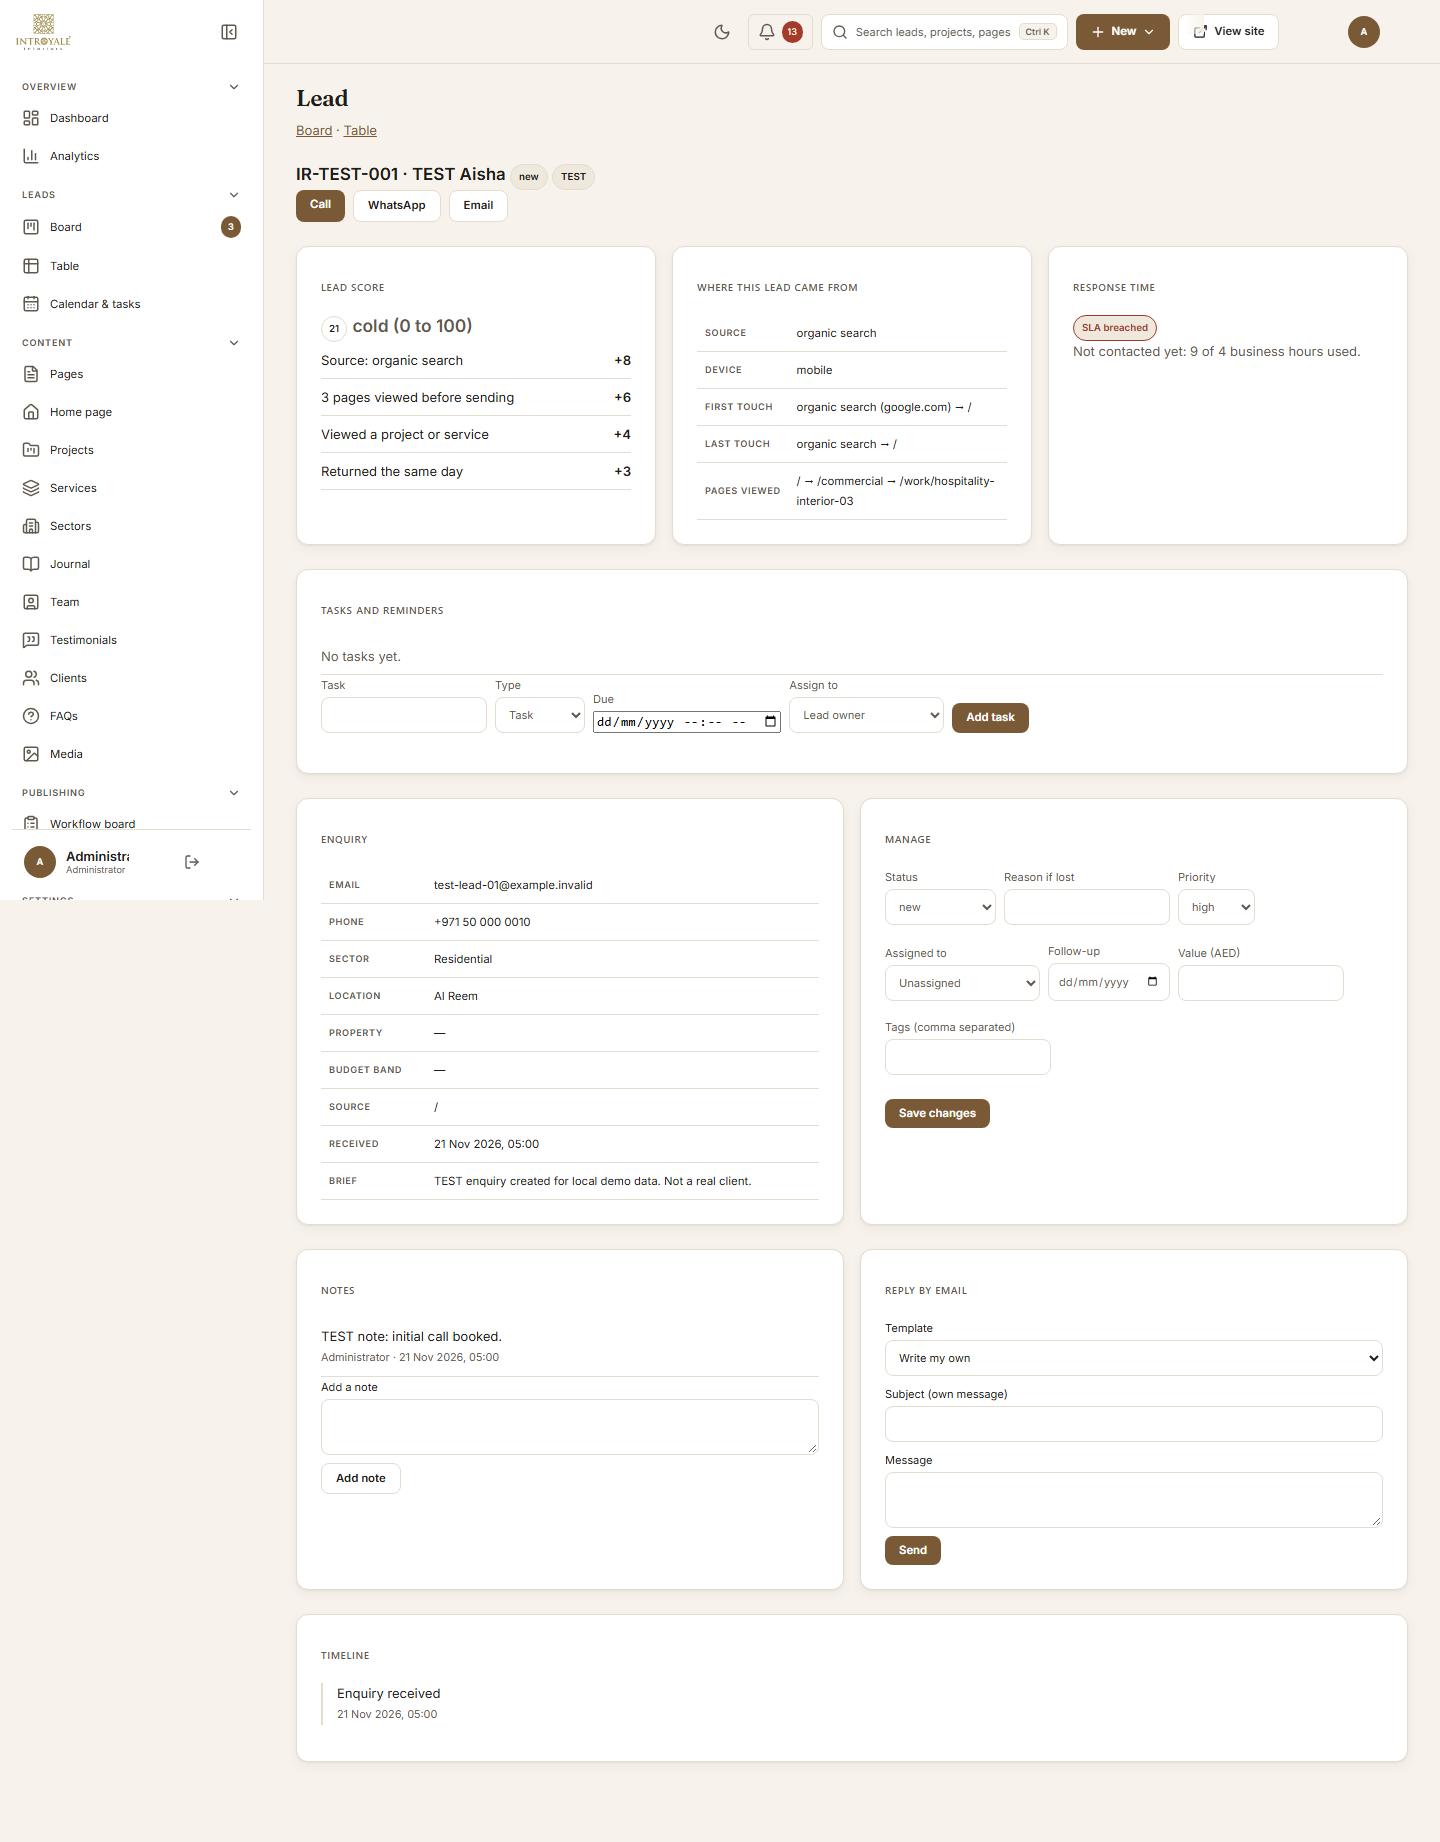 INTROYALE
Interiors
OVERVIEW
Dashboard
Analytics
LEADS
Board
3
Table
Calendar & tasks
CONTENT
Pages
Home page
Projects
Services
Sectors
Journal
Team
Testimonials
Clients
FAQs
Media
PUBLISHING
Workflow board
A
Administra
Administrator
SETTINGS
13
Search leads, projects, pages
Ctrl K
New
View site
A
Lead
Board · Table
IR-TEST-001 · TEST Aisha new TEST
Call
WhatsApp
Email
LEAD SCORE
21 cold (0 to 100)
Source: organic search +8
3 pages viewed before sending +6
Viewed a project or service +4
Returned the same day +3
WHERE THIS LEAD CAME FROM
SOURCE organic search
DEVICE mobile
FIRST TOUCH organic search (google.com) → /
LAST TOUCH organic search → /
PAGES VIEWED / → /commercial → /work/hospitality-
interior-03
RESPONSE TIME
SLA breached
Not contacted yet: 9 of 4 business hours used.
TASKS AND REMINDERS
No tasks yet.
Task
Type
Task
Due
dd/mm/yyyy --:-- --
Assign to
Lead owner
Add task
ENQUIRY
EMAIL test-lead-01@example.invalid
PHONE +971 50 000 0010
SECTOR Residential
LOCATION Al Reem
PROPERTY —
BUDGET BAND —
SOURCE /
RECEIVED 21 Nov 2026, 05:00
BRIEF TEST enquiry created for local demo data. Not a real client.
MANAGE
Status
new
Reason if lost
Priority
high
Assigned to
Unassigned
Follow-up
dd/mm/yyyy
Value (AED)
Tags (comma separated)
Save changes
NOTES
TEST note: initial call booked.
Administrator · 21 Nov 2026, 05:00
Add a note
Add note
REPLY BY EMAIL
Template
Write my own
Subject (own message)
Message
Send
TIMELINE
Enquiry received
21 Nov 2026, 05:00